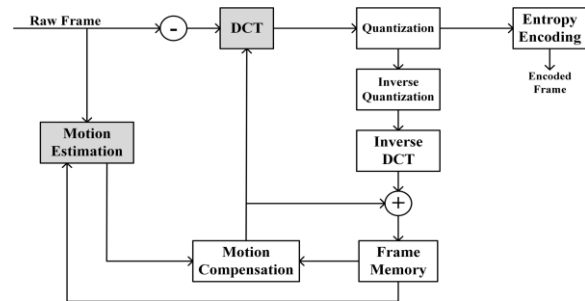 Raw Frame
-
DCT
Quantization
Entropy
Encoding
Encoded
Frame
Inverse
Quantization
Motion
Estimation
Inverse
DCT
+
Motion
Compensation
Frame
Memory